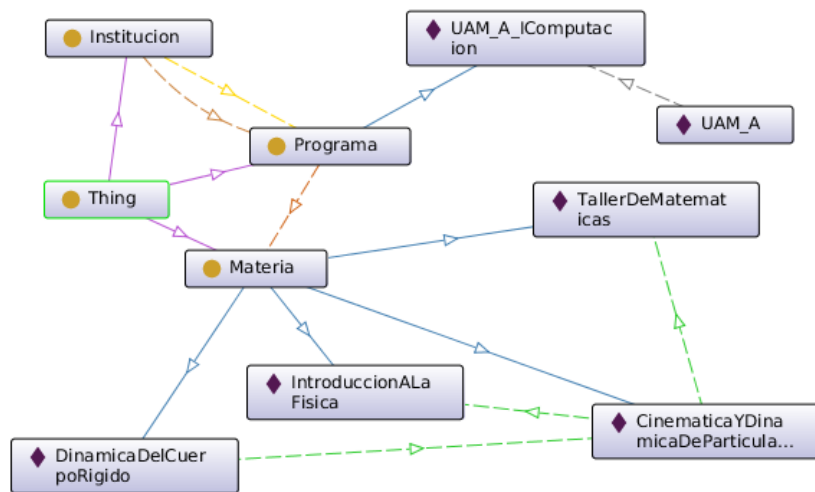 Institucion
UAM_A_IComputac
ion
UAM_A
Programa
Thing
TallerDeMatemat
icas
Materia
IntroduccionALa
Fisica
CinematicaYDina
micaDeParticula...
DinamicaDelCuer
poRigido